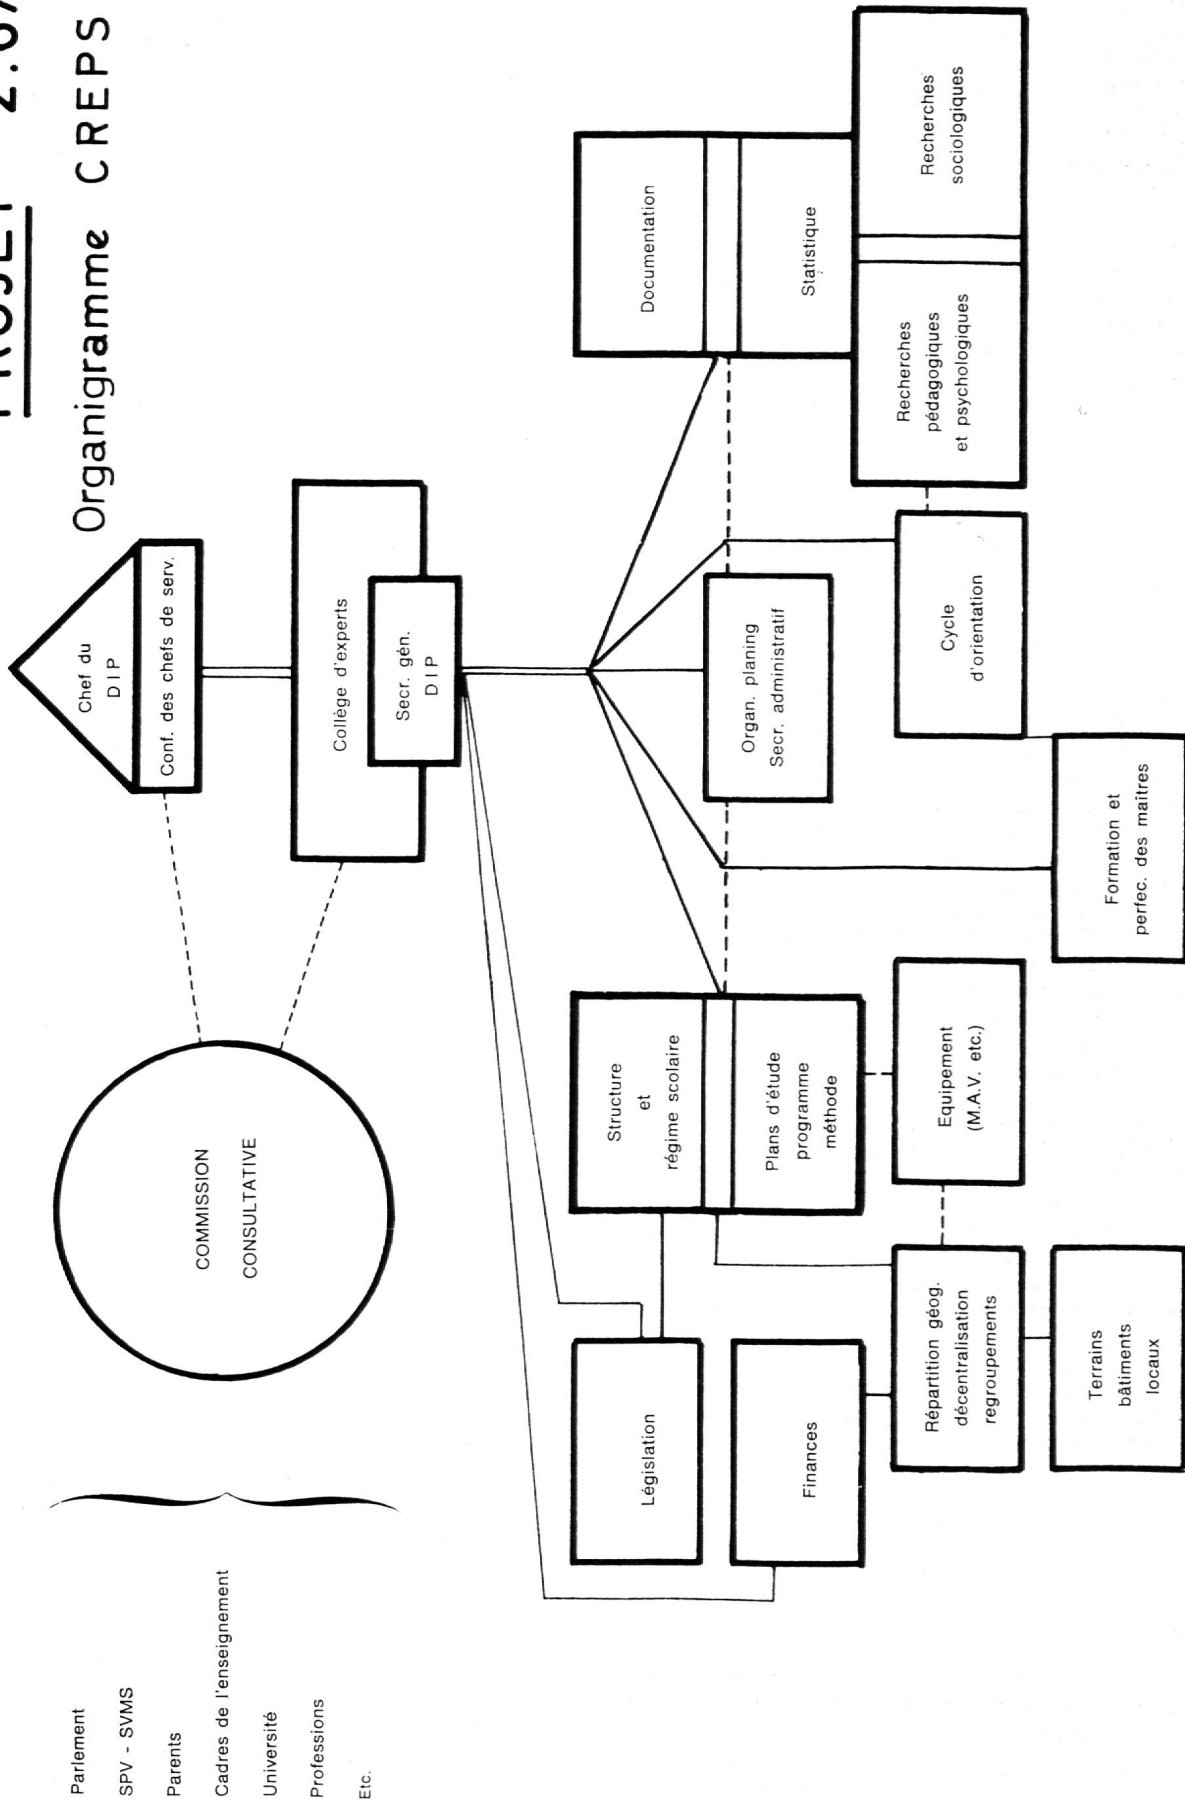 Organigramme CREPS
Chef du
DIP
Conf. des chefs de serv.
Collège d'experts
Secr. gén.
DIP
COMMISSION
CONSULTATIVE
Parlement
SPV - SVMS
Parents
Cadres de l'enseignement
Université
Professions
Etc.
Législation
Finances
Structure
et
régime scolaire
Plans d'étude
programme
méthode
Organ. planing
Secr. administratif
Documentation
Statistique
Recherches
pédagogiques
et psychologiques
Recherches
sociologiques
Cycle
d'orientation
Formation et
perfec. des maîtres
Equipement
(M.A.V. etc.)
Répartition géog.
décentralisation
regroupements
Terrains
bâtiments
locaux